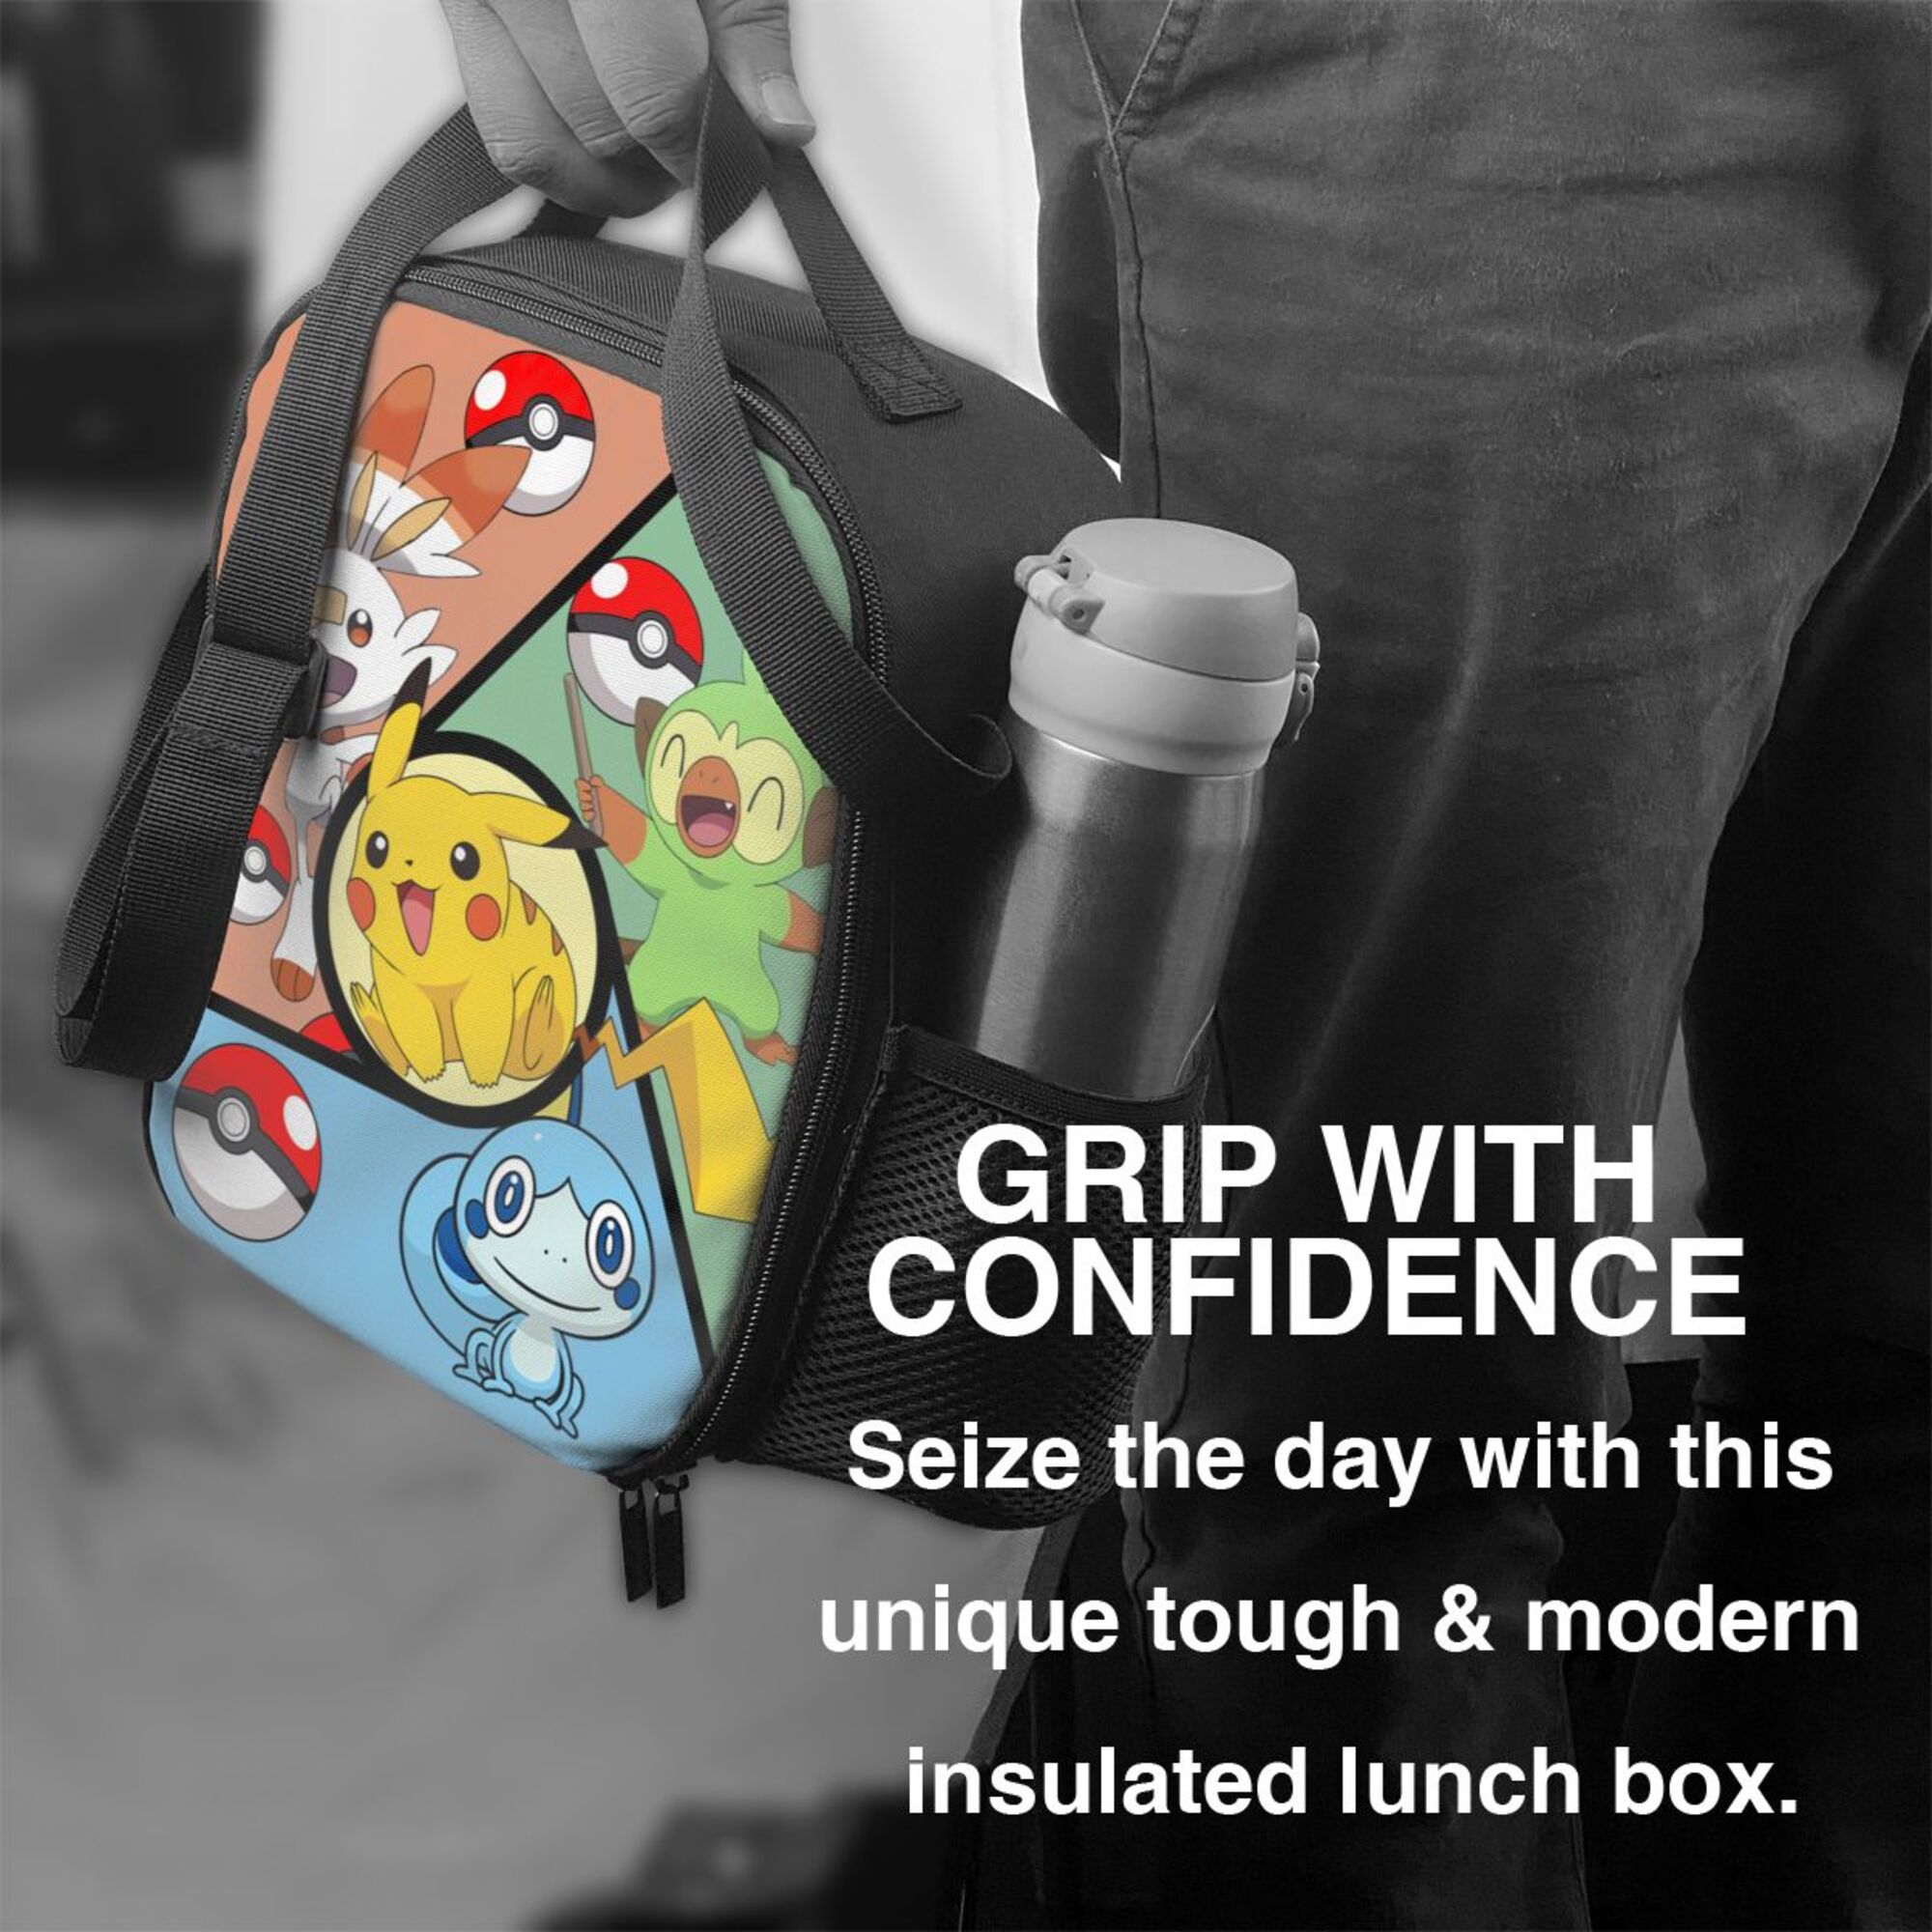 GRIP WITH
CONFIDENCE
Seize the day with this
unique tough & modern
insulated lunch box.